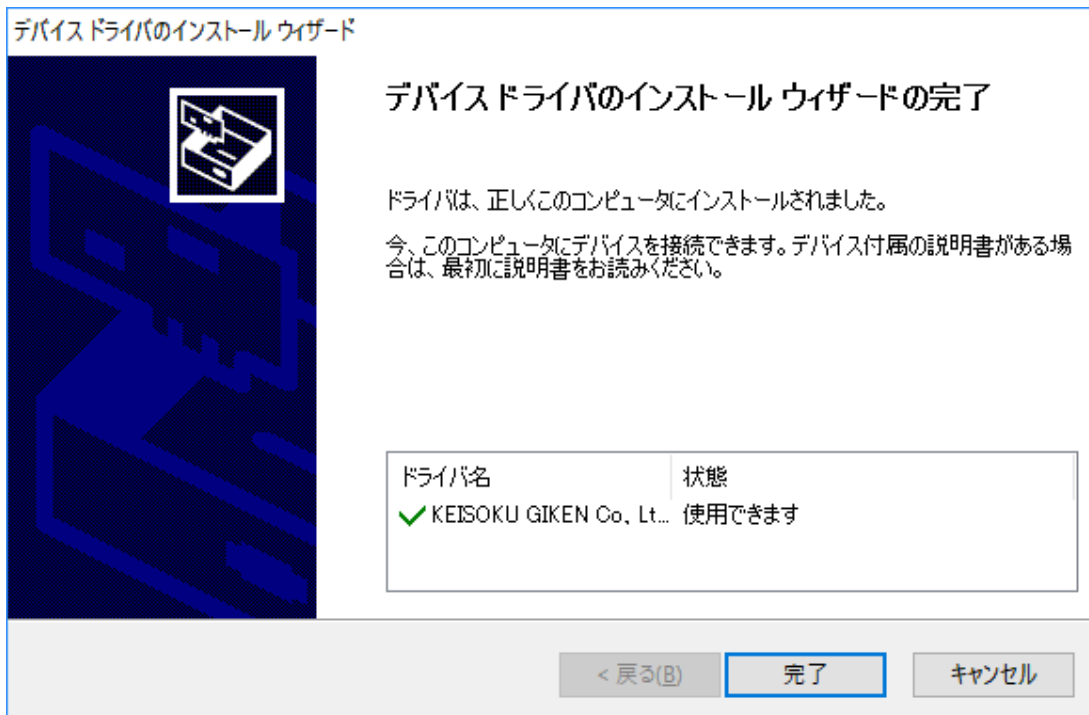 デバイス ドライバのインストール ウィザード
デバイス ドライバのインストール ウィザードの完了
ドライバは、正しくこのコンピュータにインストールされました。
今、このコンピュータにデバイスを接続できます。デバイス付属の説明書がある場
合は、最初に説明書をお読みください。
ドライバ名 状態
KEISOKU GIKEN Co, Lt... 使用できます
< 戻る(B) 完了 キャンセル